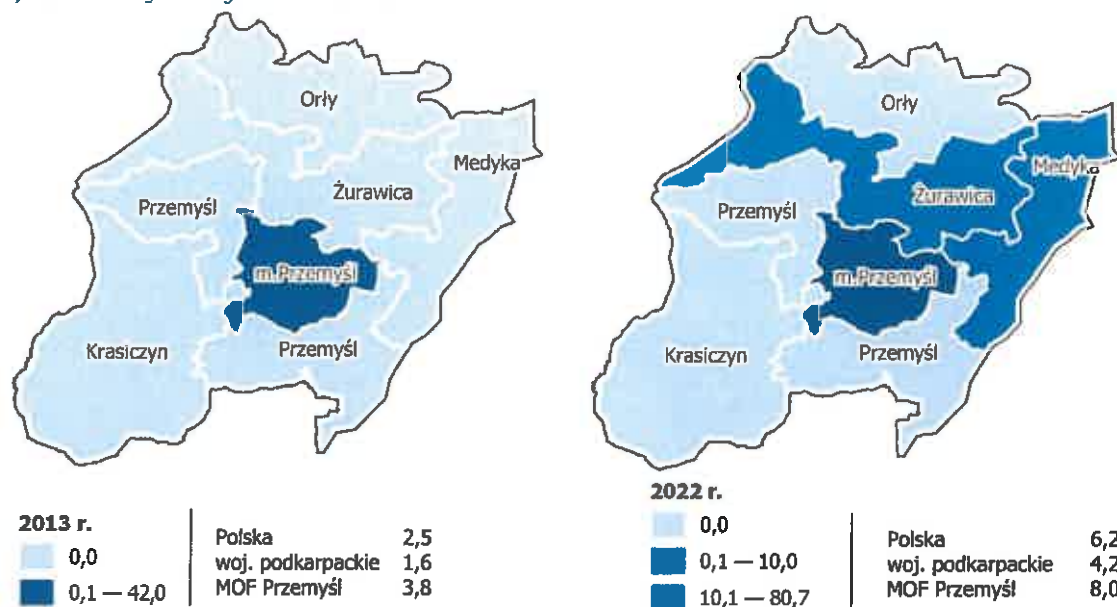 Orły
Medyka
Żurawica
Przemyśl
m.Przemyśl
Krasiczyn
Przemyśl
2013 r.
0,0
0,1 — 42,0
Polska 2,5
woj. podkarpackie 1,6
MOF Przemyśl 3,8
Orły
Medyka
Żurawica
Przemyśl
m.Przemyśl
Krasiczyn
Przemyśl
2022 r.
0,0
0,1 — 10,0
10,1 — 80,7
Polska 6,2
woj. podkarpackie 4,2
MOF Przemyśl 8,0